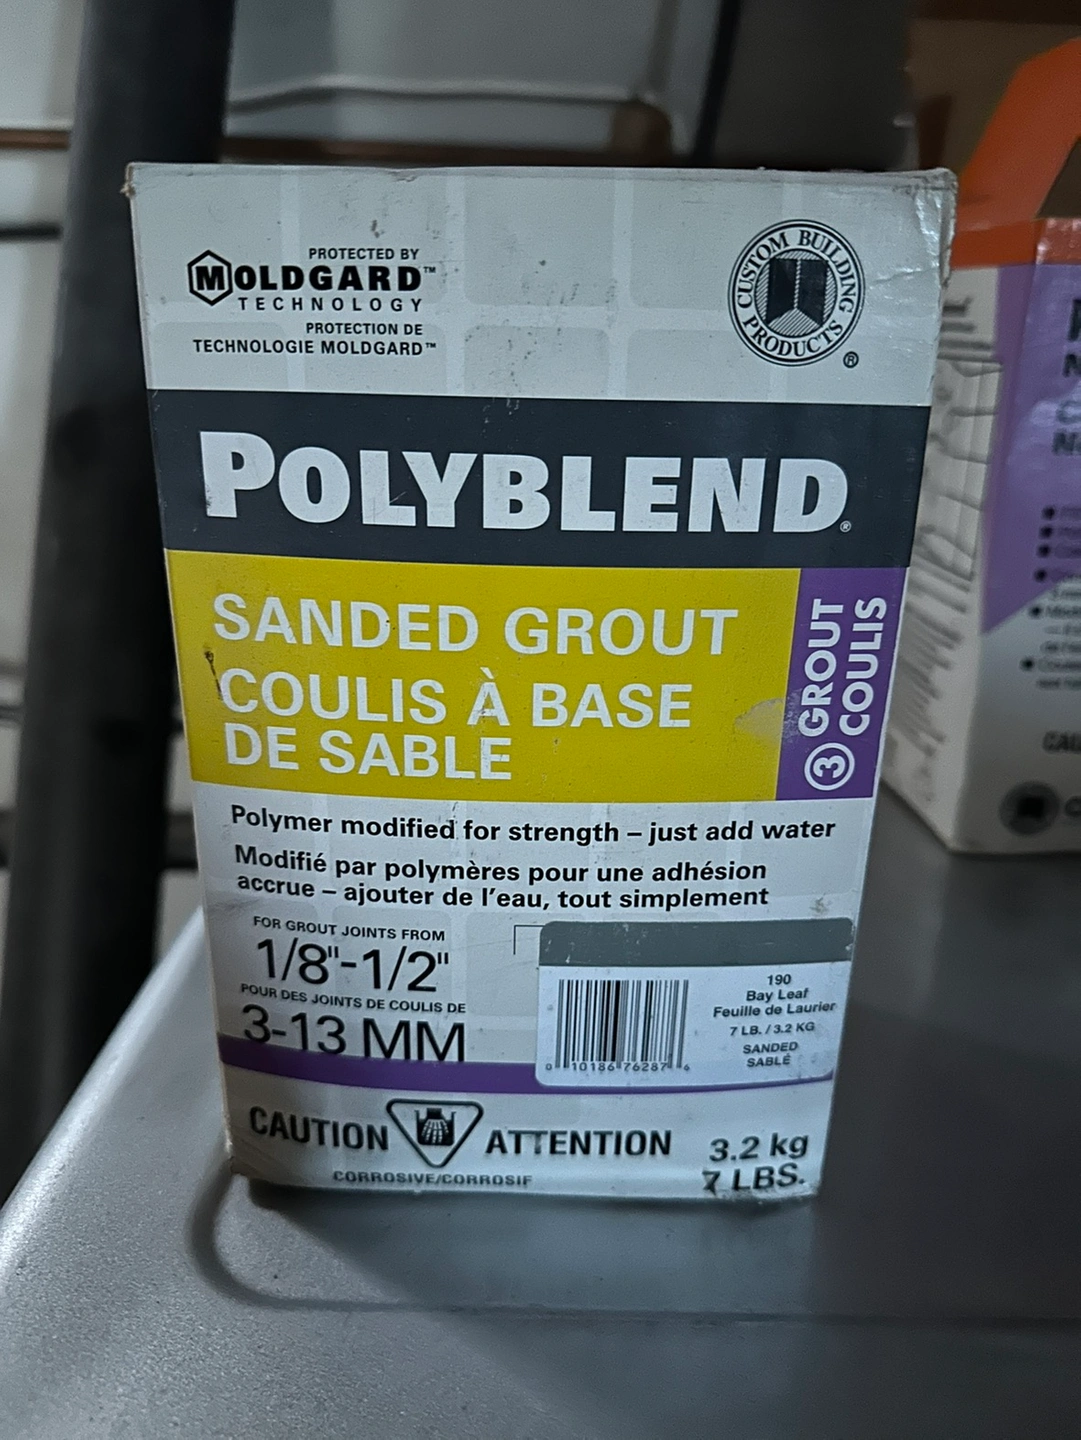 PROTECTED BY
MOLDGARD™
TECHNOLOGY
PROTECTION DE
TECHNOLOGIE MOLDGARD™
CUSTOM BUILDING
PRODUCTS
®
POLYBLEND®
SANDED GROUT
COULIS À BASE
DE SABLE
3 GROUT
COULIS
Polymer modified for strength – just add water
Modifié par polymères pour une adhésion
accrue – ajouter de l'eau, tout simplement
FOR GROUT JOINTS FROM
1/8"-1/2"
POUR DES JOINTS DE COULIS DE
3-13 MM
190
Bay Leaf
Feuille de Laurier
7 LB. / 3.2 KG
SANDED
SABLÉ
0 10186 76287 6
CAUTION ATTENTION
CORROSIVE/CORROSIF
3.2 kg
7 LBS.